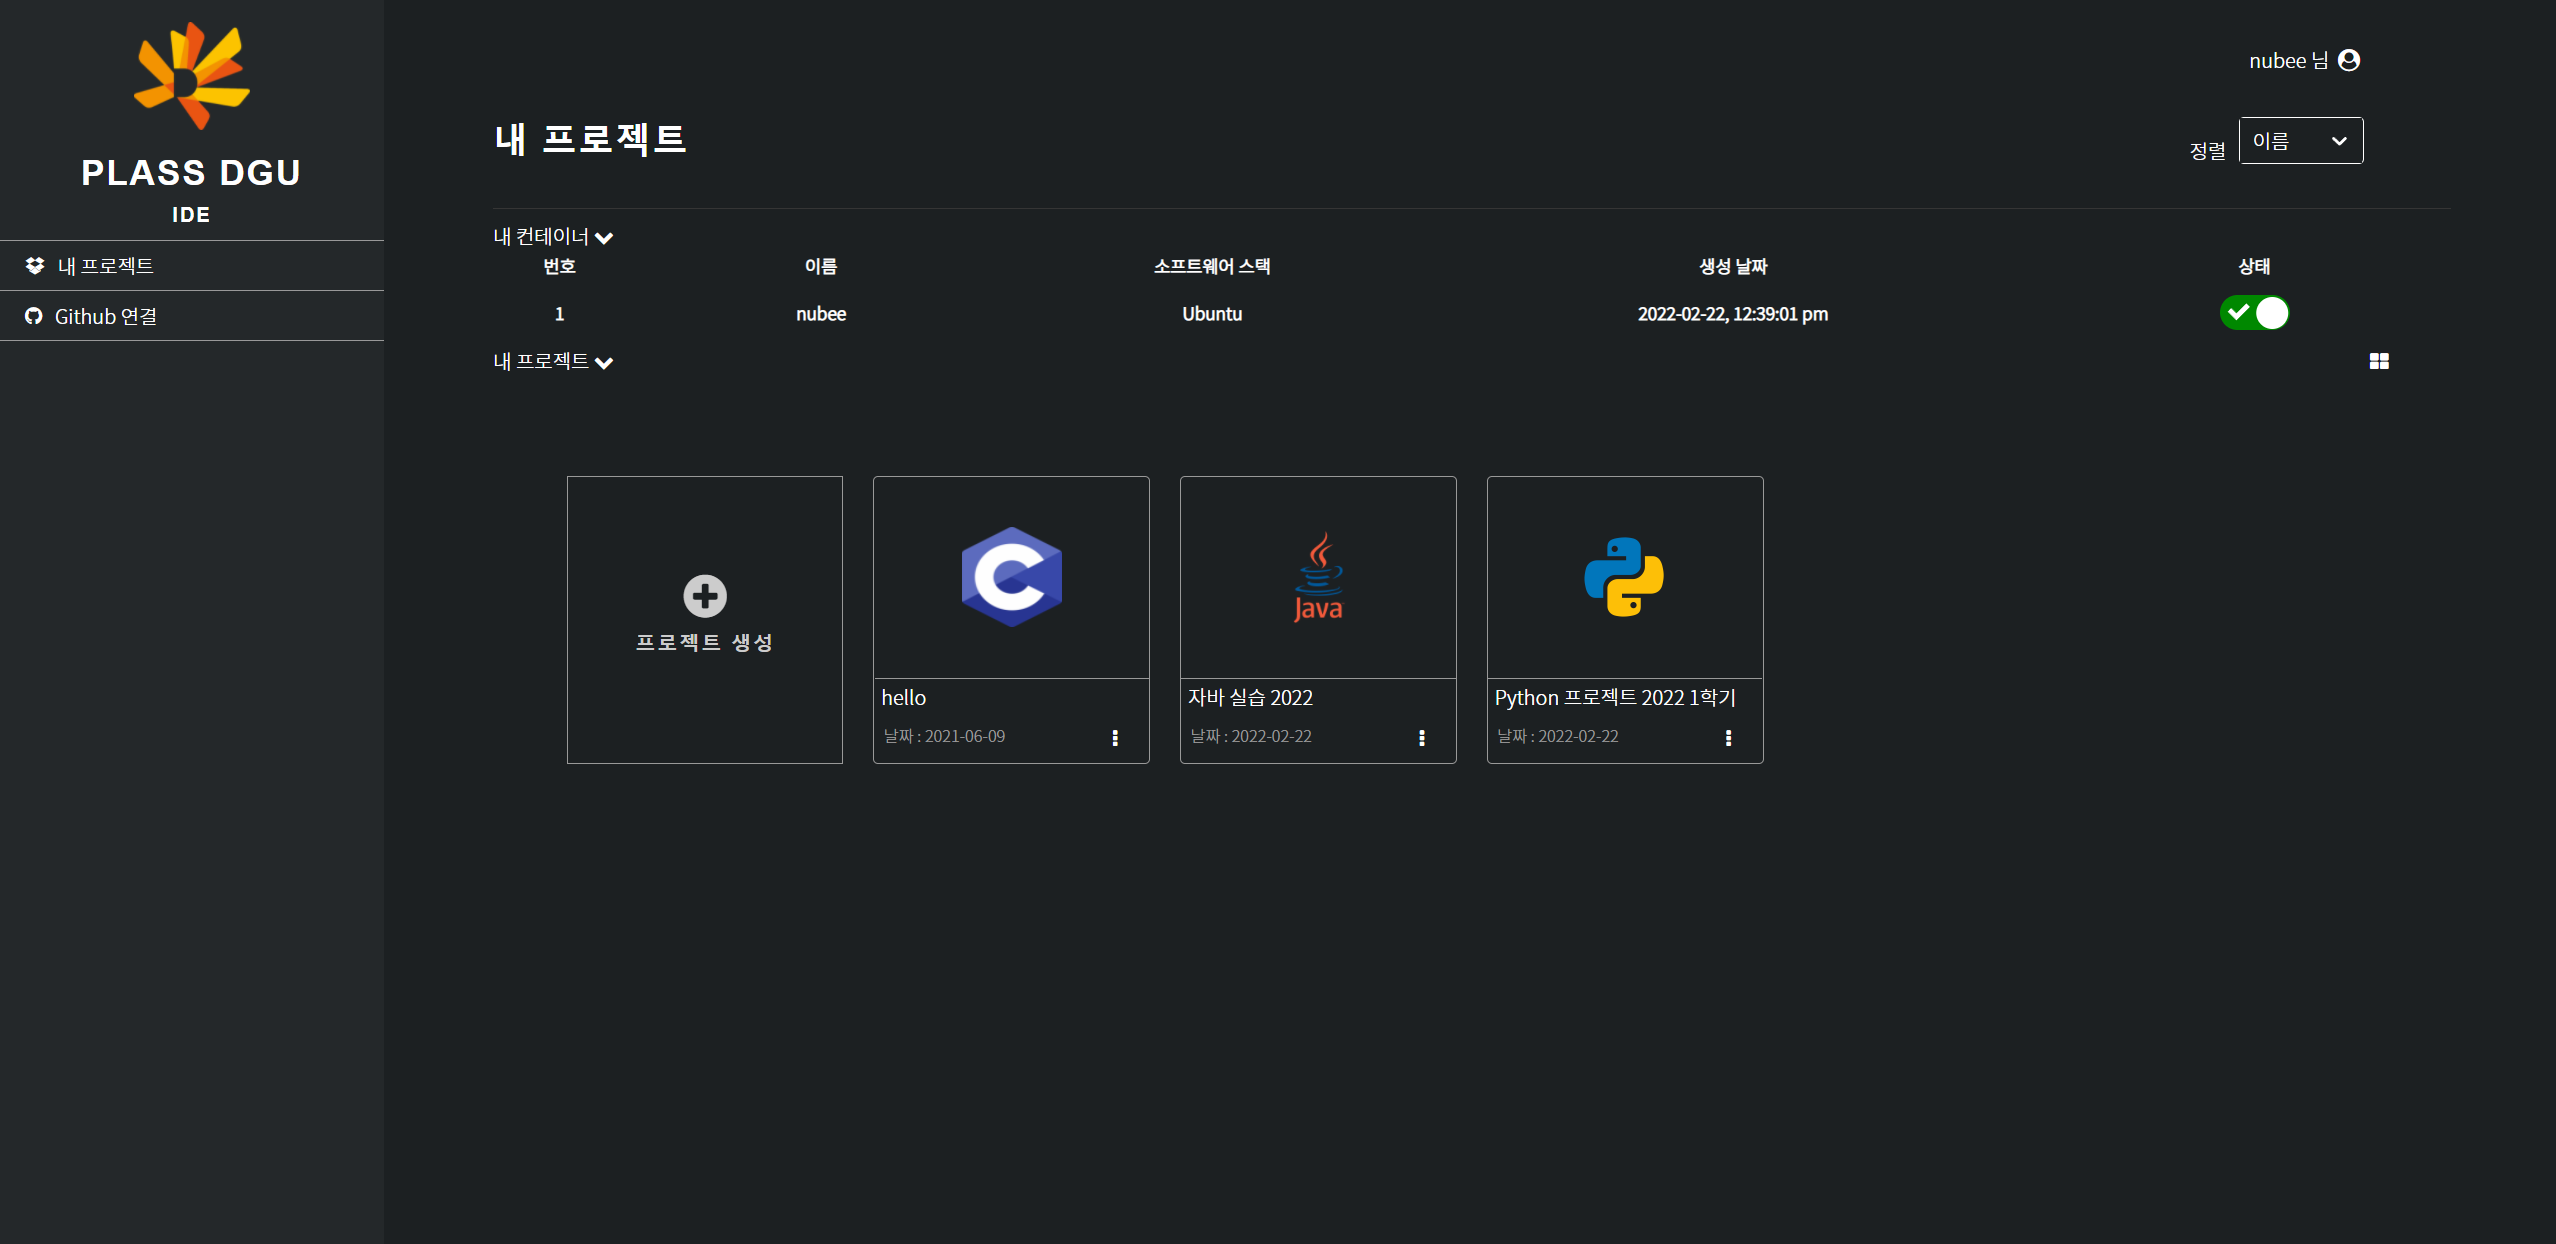 PLASS DGU
IDE
내 프로젝트
Github 연결
nubee 님
내 프로젝트
정렬 이름
내 컨테이너
번호 이름 소프트웨어 스택 생성 날짜 상태
1 nubee Ubuntu 2022-02-22, 12:39:01 pm
내 프로젝트
프로젝트 생성
hello
날짜 : 2021-06-09
Java
자바 실습 2022
날짜 : 2022-02-22
Python 프로젝트 2022 1학기
날짜 : 2022-02-22